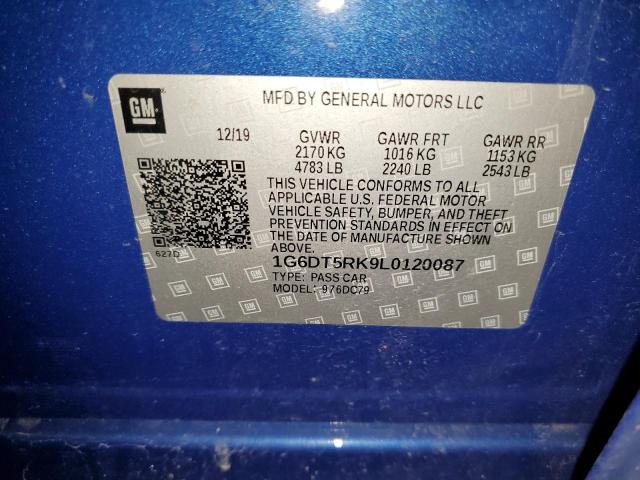 GM
MFD BY GENERAL MOTORS LLC
12/19 GVWR GAWR FRT GAWR RR
2170 KG 1016 KG 1153 KG
4783 LB 2240 LB 2543 LB
THIS VEHICLE CONFORMS TO ALL
APPLICABLE U.S. FEDERAL MOTOR
VEHICLE SAFETY, BUMPER, AND THEFT
PREVENTION STANDARDS IN EFFECT ON
THE DATE OF MANUFACTURE SHOWN
ABOVE.
627D
1G6DT5RK9L0120087
TYPE: PASS CAR
MODEL: 976DC79